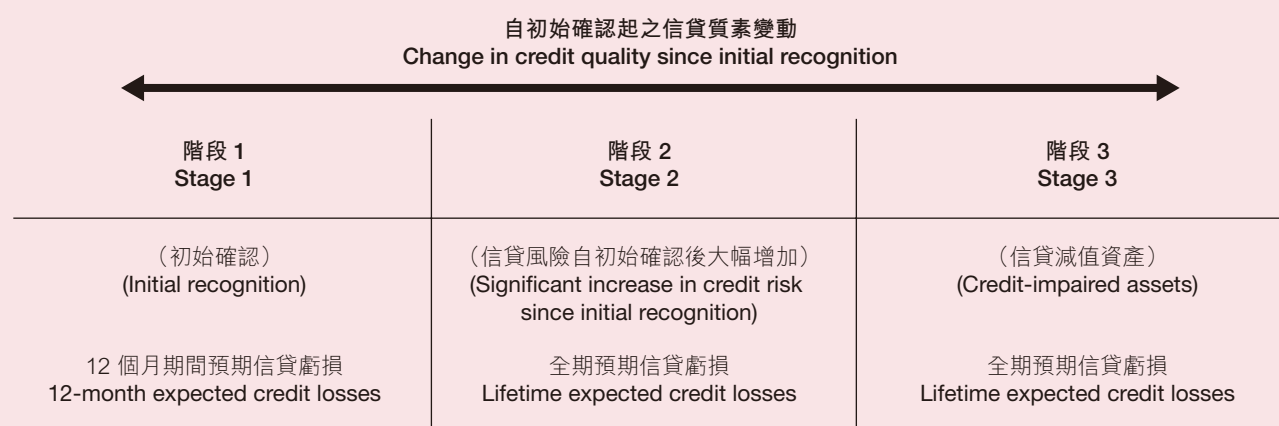 自初始確認起之信貸質素變動
Change in credit quality since initial recognition
階段 1
Stage 1
階段 2
Stage 2
階段 3
Stage 3
（初始確認）
(Initial recognition)
（信貸風險自初始確認後大幅增加）
(Significant increase in credit risk
since initial recognition)
（信貸減值資產）
(Credit-impaired assets)
12 個月期間預期信貸虧損
12-month expected credit losses
全期預期信貸虧損
Lifetime expected credit losses
全期預期信貸虧損
Lifetime expected credit losses